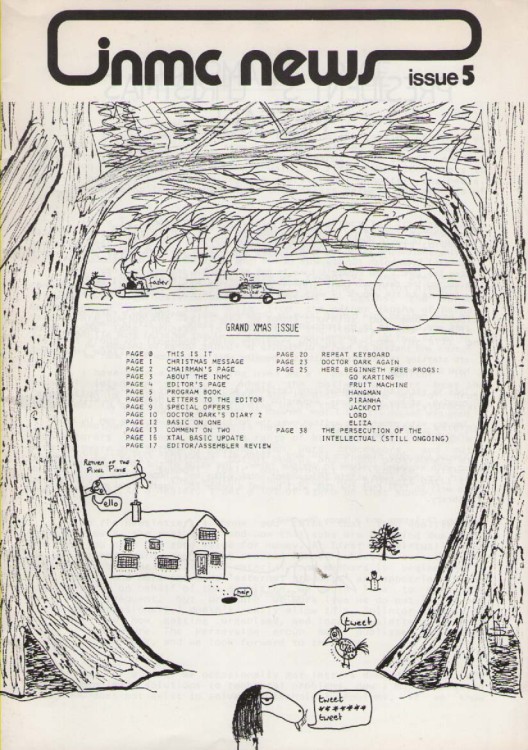 inmc news
issue 5
faster
GRAND XMAS ISSUE
PAGE 0 THIS IS IT
PAGE 1 CHRISTMAS MESSAGE
PAGE 2 CHAIRMAN'S PAGE
PAGE 3 ABOUT THE INMC
PAGE 4 EDITOR'S PAGE
PAGE 5 PROGRAM BOOK
PAGE 6 LETTERS TO THE EDITOR
PAGE 9 SPECIAL OFFERS
PAGE 10 DOCTOR DARK'S DIARY 2
PAGE 12 BASIC ON ONE
PAGE 13 COMMENT ON TWO
PAGE 16 XTAL BASIC UPDATE
PAGE 17 EDITOR/ASSEMBLER REVIEW
PAGE 20 REPEAT KEYBOARD
PAGE 23 DOCTOR DARK AGAIN
PAGE 25 HERE BEGINNETH FREE PROGS:
GO KARTING
FRUIT MACHINE
HANGMAN
PIRANHA
JACKPOT
LORD
ELIZA
PAGE 38 THE PERSECUTION OF THE
INTELLECTUAL (STILL ONGOING)
RETURN OF THE
PIXEL PIXIE
ello
help
tweet
tweet
*******
tweet